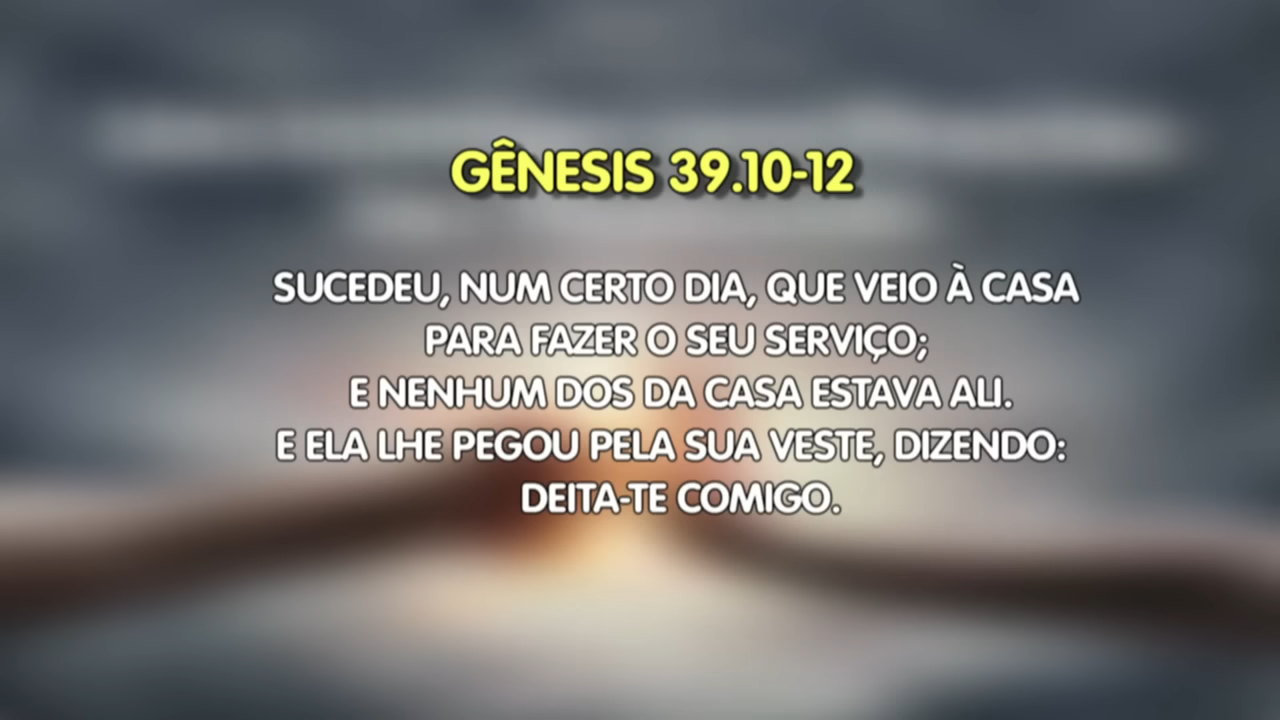 GÊNESIS 39.10-12
SUCEDEU, NUM CERTO DIA, QUE VEIO À CASA
PARA FAZER O SEU SERVIÇO;
E NENHUM DOS DA CASA ESTAVA ALI.
E ELA LHE PEGOU PELA SUA VESTE, DIZENDO:
DEITA-TE COMIGO.